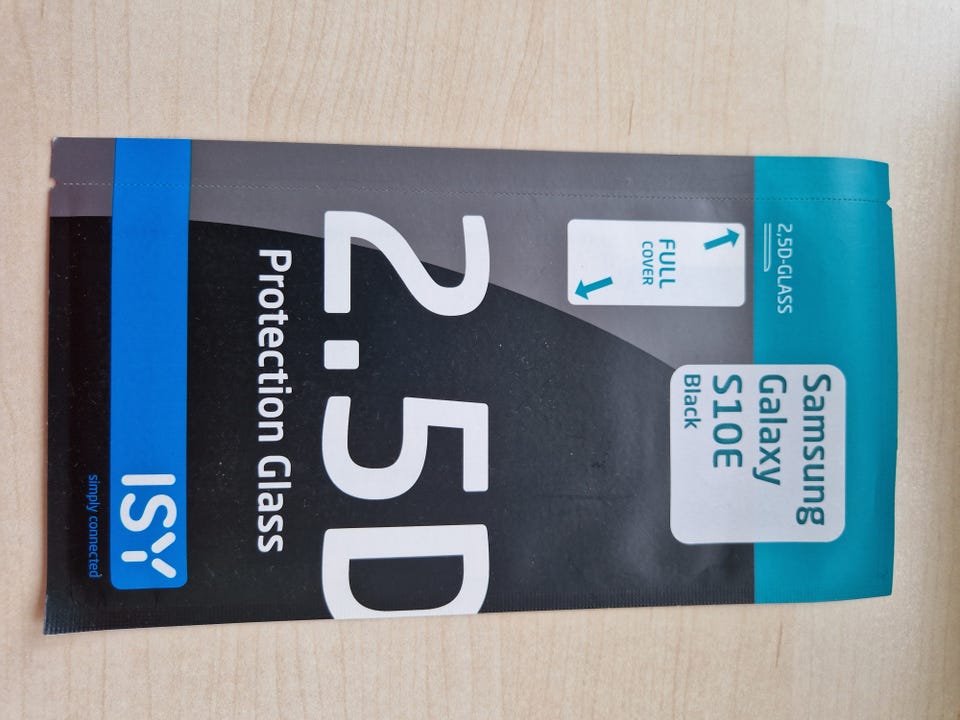 2,5D-GLASS
Samsung
Galaxy
S10E
Black
FULL
COVER
2.5D
Protection Glass
ISY
simply connected